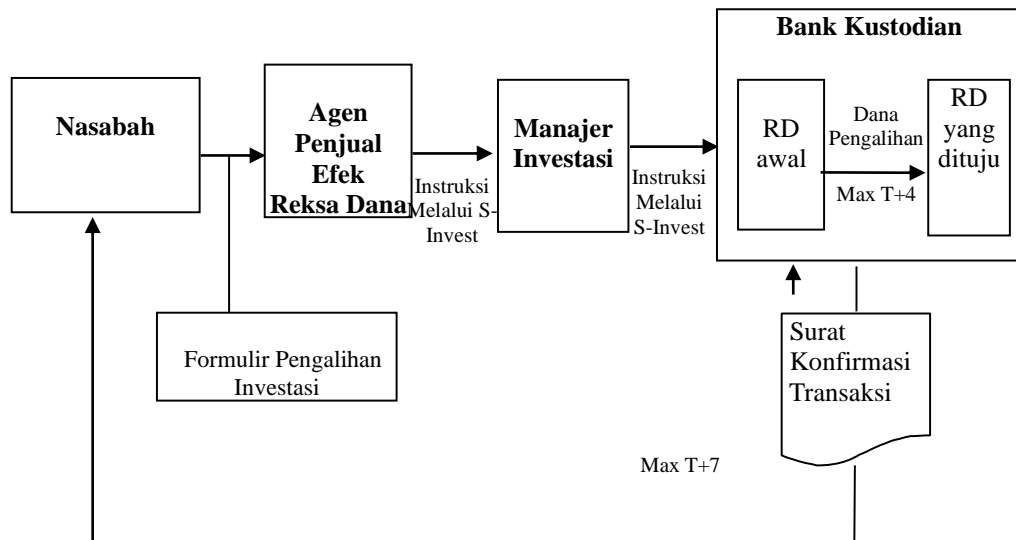 Bank Kustodian
Nasabah
Agen
Penjual
Efek
Reksa Dana
Instruksi
Melalui S-
Invest
Manajer
Investasi
Instruksi
Melalui
S-Invest
RD
awal
Dana
Pengalihan
Max T+4
RD
yang
dituju
Formulir Pengalihan
Investasi
Surat
Konfirmasi
Transaksi
Max T+7